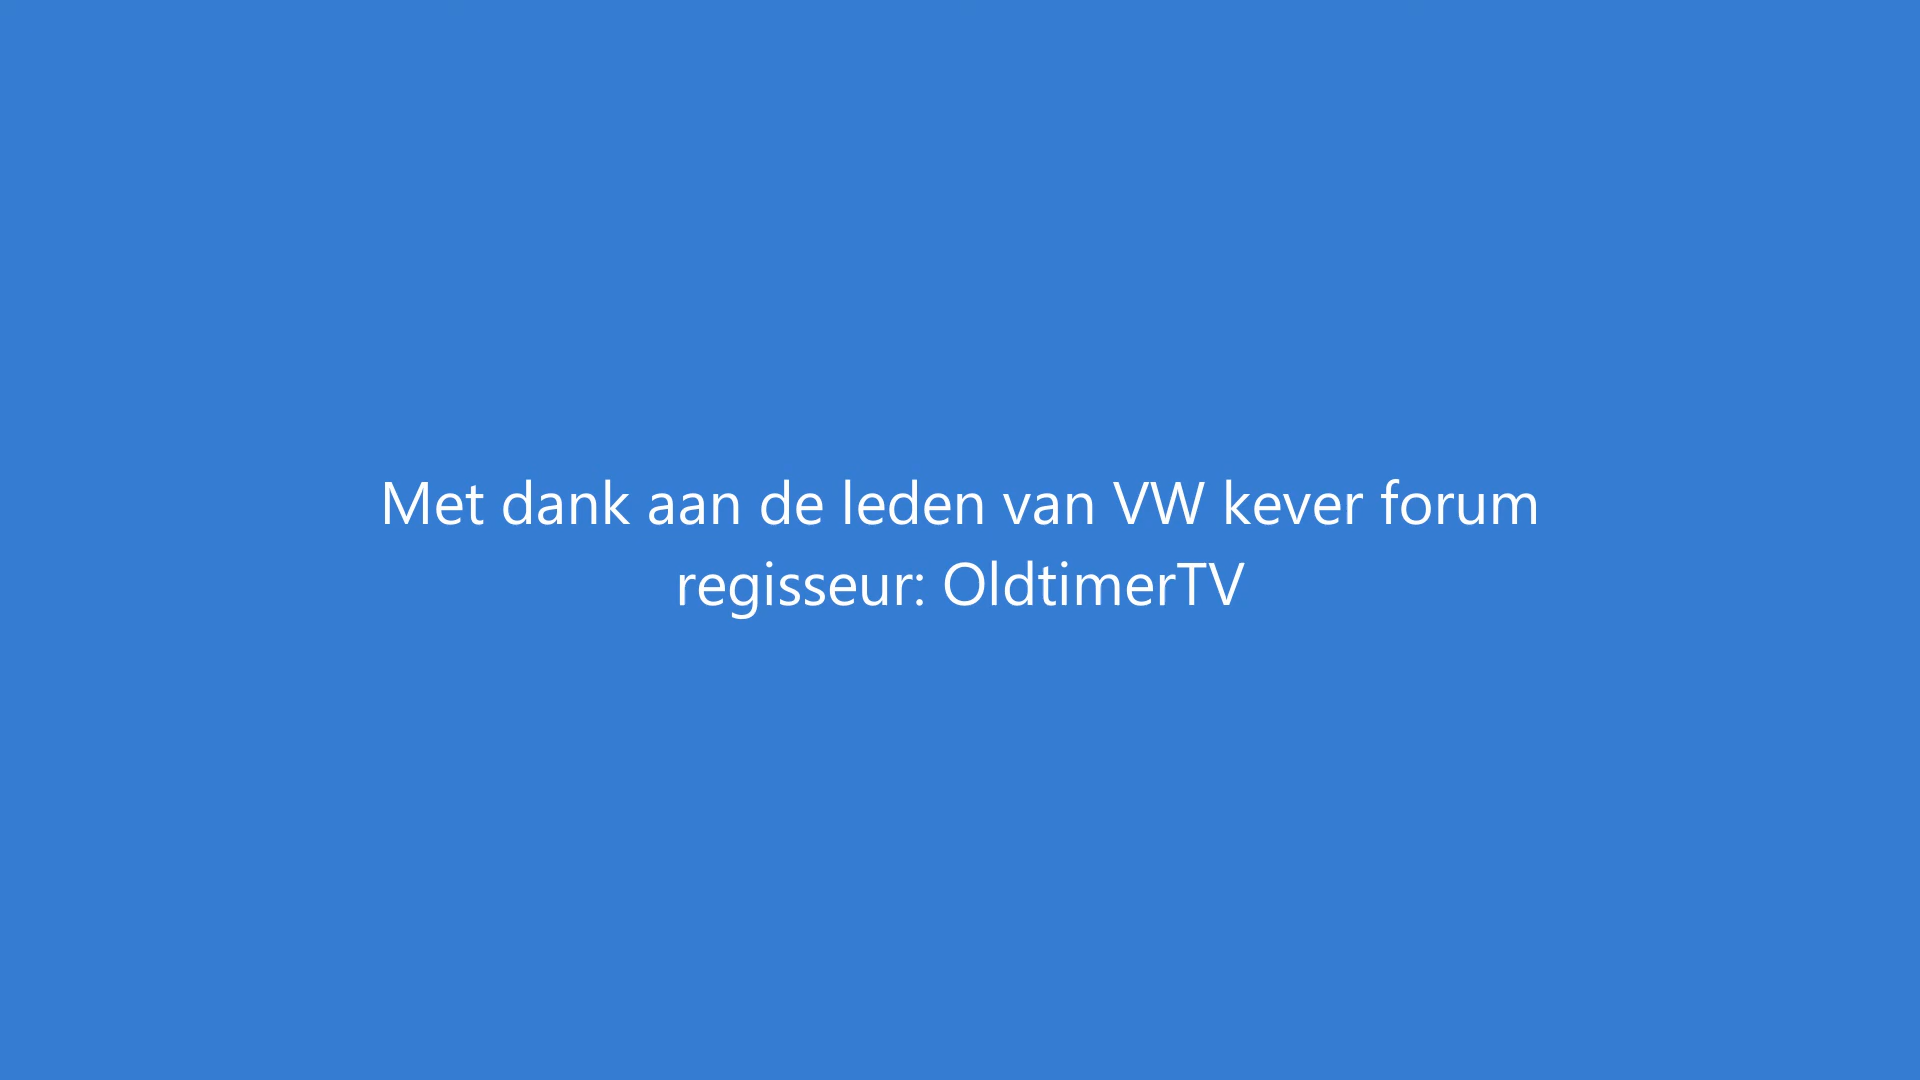 Met dank aan de leden van VW kever forum
regisseur: OldtimerTV